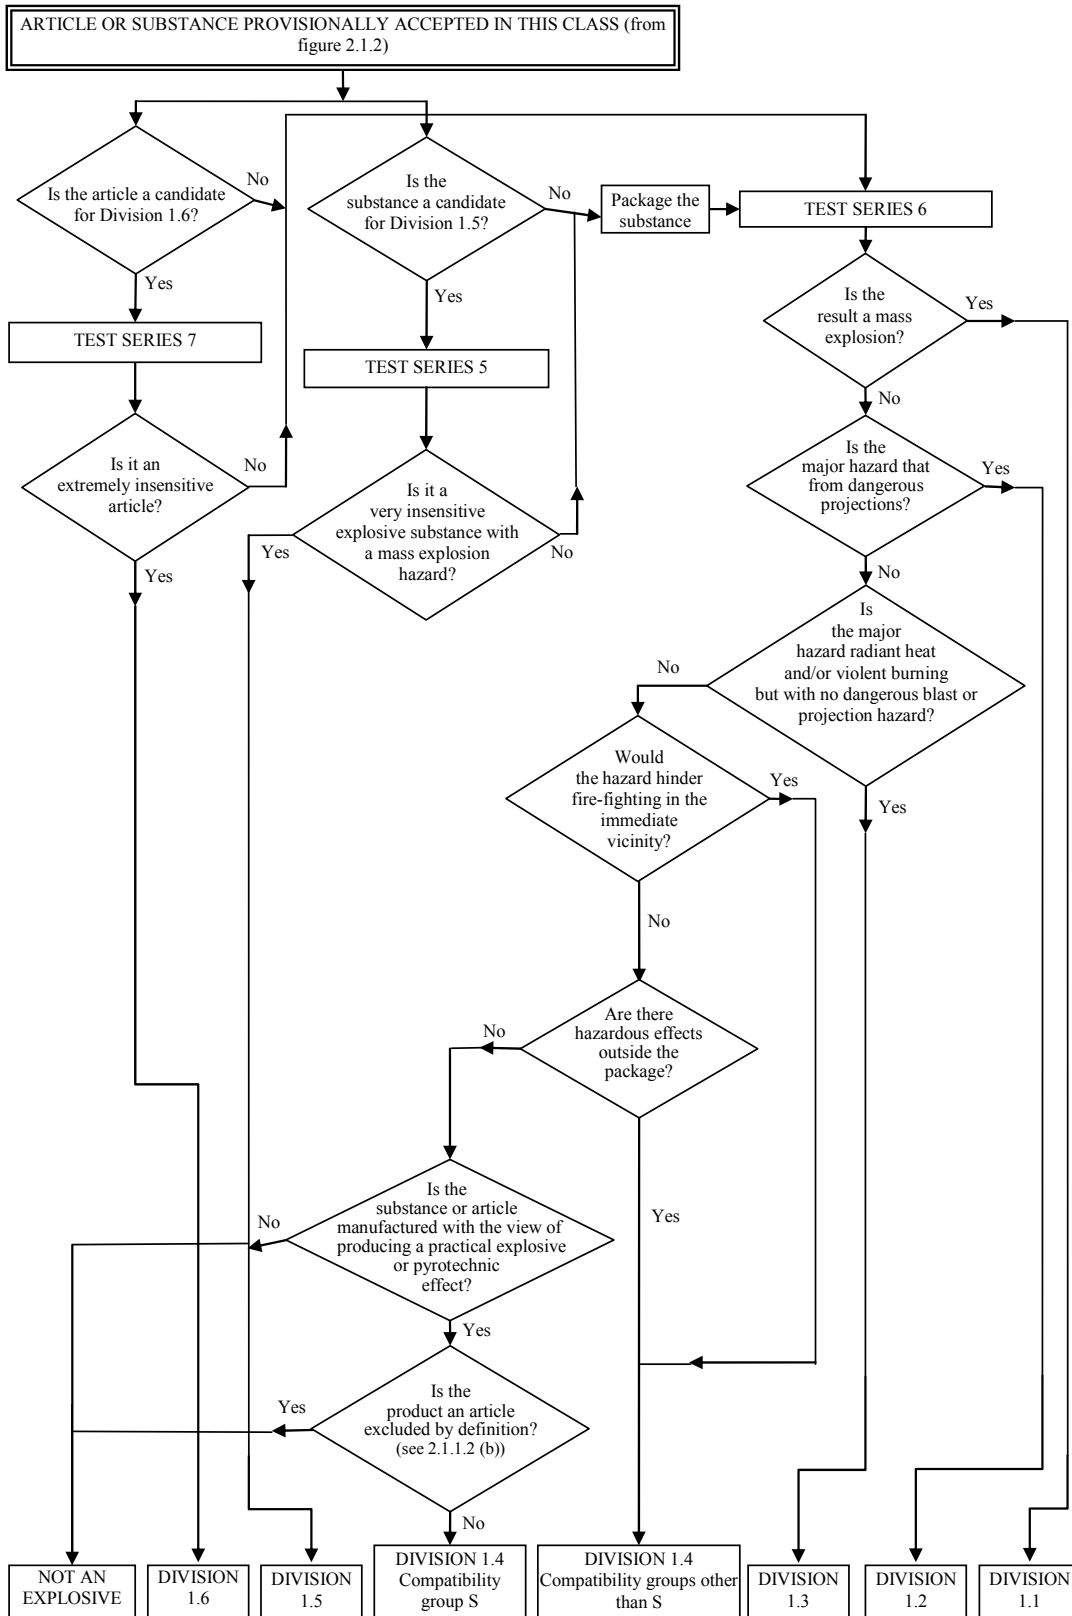 ARTICLE OR SUBSTANCE PROVISIONALLY ACCEPTED IN THIS CLASS (from
figure 2.1.2)
Is the article a candidate
for Division 1.6?
No
Yes
TEST SERIES 7
Is it an
extremely insensitive
article?
No
Yes
Is the
substance a candidate
for Division 1.5?
No
Yes
TEST SERIES 5
Is it a
very insensitive
explosive substance with
a mass explosion
hazard?
Yes
No
Package the
substance
TEST SERIES 6
Is the
result a mass
explosion?
Yes
No
Is the
major hazard that
from dangerous
projections?
Yes
No
Is
the major
hazard radiant heat
and/or violent burning
but with no dangerous blast or
projection hazard?
No
Yes
Would
the hazard hinder
fire-fighting in the
immediate
vicinity?
Yes
No
Are there
hazardous effects
outside the
package?
No
Yes
Is the
substance or article
manufactured with the view of
producing a practical explosive
or pyrotechnic
effect?
No
Yes
Is the
product an article
excluded by definition?
(see 2.1.1.2 (b))
Yes
No
NOT AN
EXPLOSIVE
DIVISION
1.6
DIVISION
1.5
DIVISION 1.4
Compatibility
group S
DIVISION 1.4
Compatibility groups other
than S
DIVISION
1.3
DIVISION
1.2
DIVISION
1.1